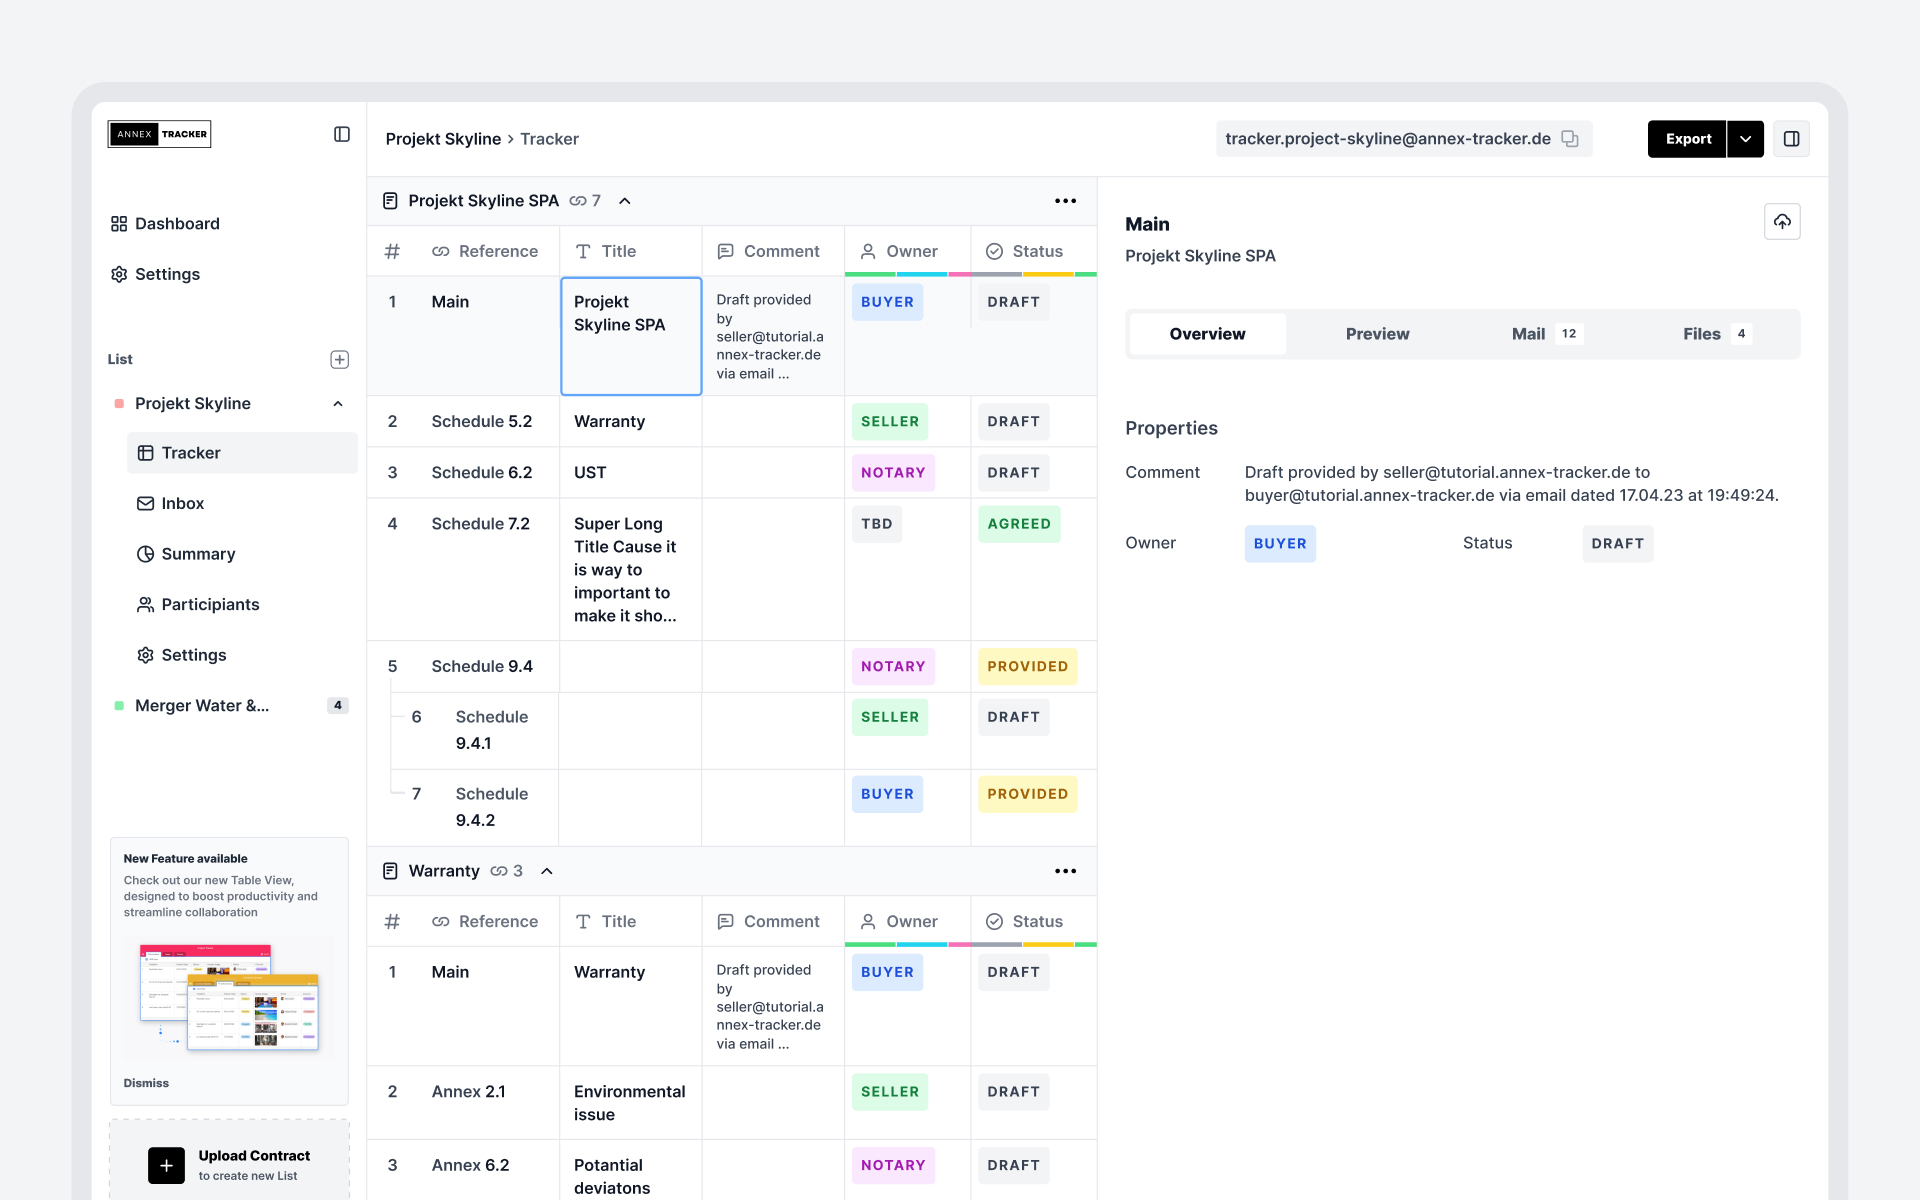 ANNEX TRACKER
Projekt Skyline › Tracker
tracker.project-skyline@annex-tracker.de
Export
Dashboard
Settings
List
Projekt Skyline
Tracker
Inbox
Summary
Participiants
Settings
Merger Water &... 4
New Feature available
Check out our new Table View,
designed to boost productivity and
streamline collaboration
Dismiss
Upload Contract
to create new List
Projekt Skyline SPA 7
# Reference Title Comment Owner Status
1 Main Projekt
Skyline SPA
Draft provided
by
seller@tutorial.a
nnex-tracker.de
via email ...
BUYER DRAFT
2 Schedule 5.2 Warranty SELLER DRAFT
3 Schedule 6.2 UST NOTARY DRAFT
4 Schedule 7.2 Super Long
Title Cause it
is way to
important to
make it sho...
TBD AGREED
5 Schedule 9.4 NOTARY PROVIDED
6 Schedule
9.4.1
SELLER DRAFT
7 Schedule
9.4.2
BUYER PROVIDED
Warranty 3
# Reference Title Comment Owner Status
1 Main Warranty
Draft provided
by
seller@tutorial.a
nnex-tracker.de
via email ...
BUYER DRAFT
2 Annex 2.1 Environmental
issue
SELLER DRAFT
3 Annex 6.2 Potantial
deviatons
NOTARY DRAFT
Main
Projekt Skyline SPA
Overview Preview Mail 12 Files 4
Properties
Comment Draft provided by seller@tutorial.annex-tracker.de to
buyer@tutorial.annex-tracker.de via email dated 17.04.23 at 19:49:24.
Owner BUYER Status DRAFT